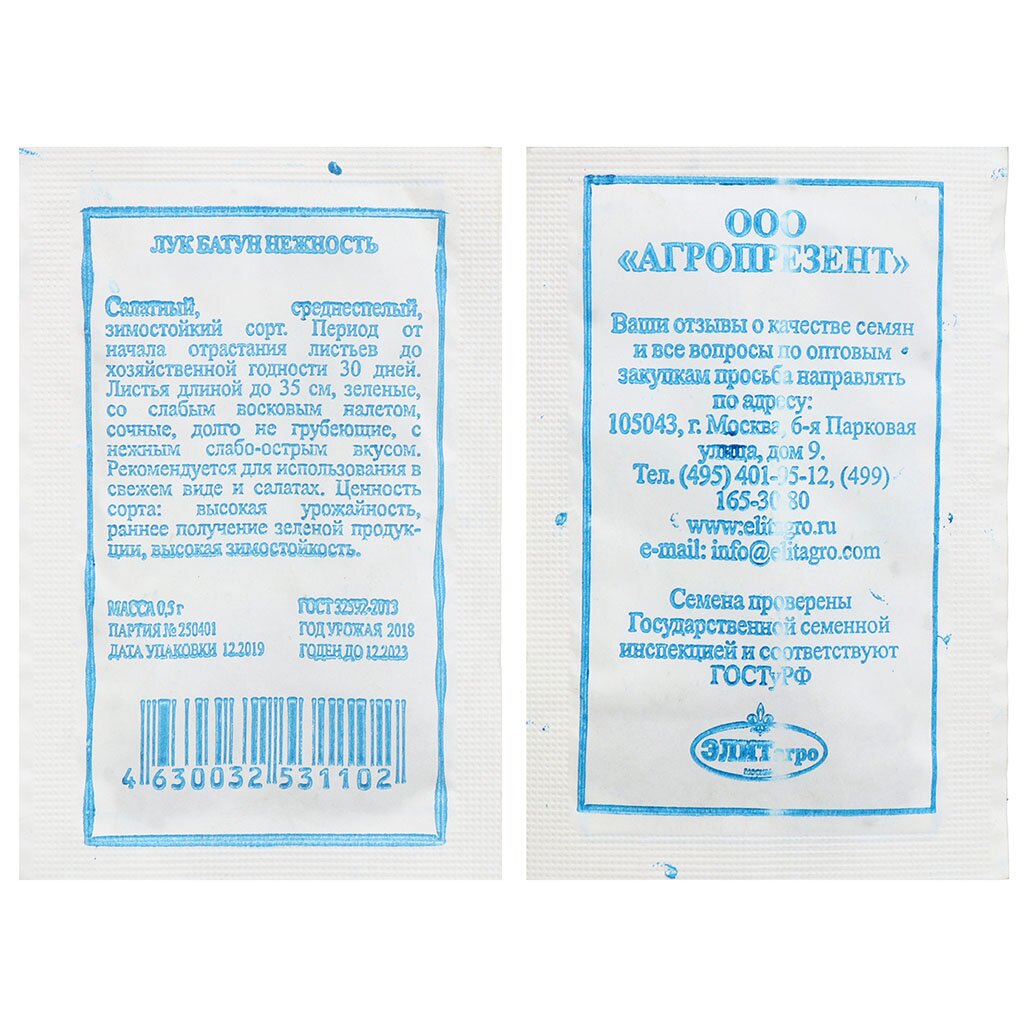 ЛУК БАТУН НЕЖНОСТЬ
Салатный, среднеспелый,
зимостойкий сорт. Период от
начала отрастания листьев до
хозяйственной годности 30 дней.
Листья длиной до 35 см, зеленые,
со слабым восковым налетом,
сочные, долго не грубеющие, с
нежным слабо-острым вкусом.
Рекомендуется для использования в
свежем виде и салатах. Ценность
сорта: высокая урожайность,
раннее получение зеленой продук-
ции, высокая зимостойкость.
МАССА 0,5 г ГОСТ 32592-2013
ПАРТИЯ № 250401 ГОД УРОЖАЯ 2018
ДАТА УПАКОВКИ 12.2019 ГОДЕН ДО 12.2023
4 630032 531102
ООО
«АГРОПРЕЗЕНТ»
Ваши отзывы о качестве семян
и все вопросы по оптовым
закупкам просьба направлять
по адресу:
105043, г. Москва, 6-я Парковая
улица, дом 9.
Тел. (495) 401-95-12, (499)
165-30-80
www.elitagro.ru
e-mail: info@elitagro.com
Семена проверены
Государственной семенной
инспекцией и соответствуют
ГОСТу РФ
ЭЛИТагро
МОСКВА